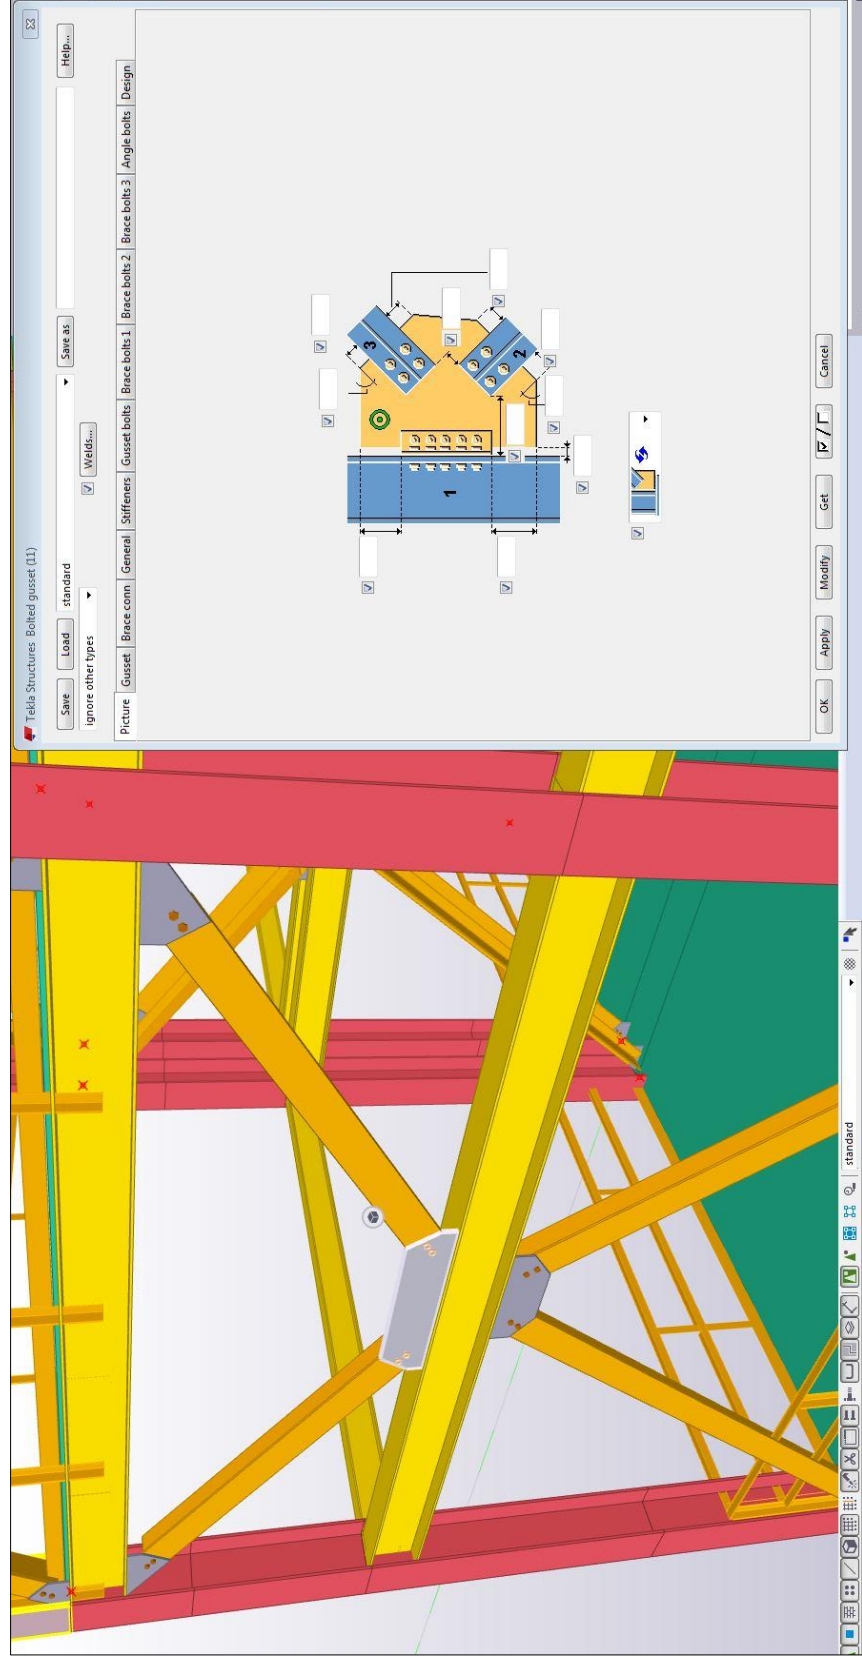 Tekla Structures Bolted gusset (11)
Save
Load
standard
Save as
Help...
ignore other types
Welds...
Picture
Gusset
Brace conn
General
Stiffeners
Gusset bolts
Brace bolts 1
Brace bolts 2
Brace bolts 3
Angle bolts
Design
1
2
3
OK
Apply
Modify
Get
/
Cancel
standard